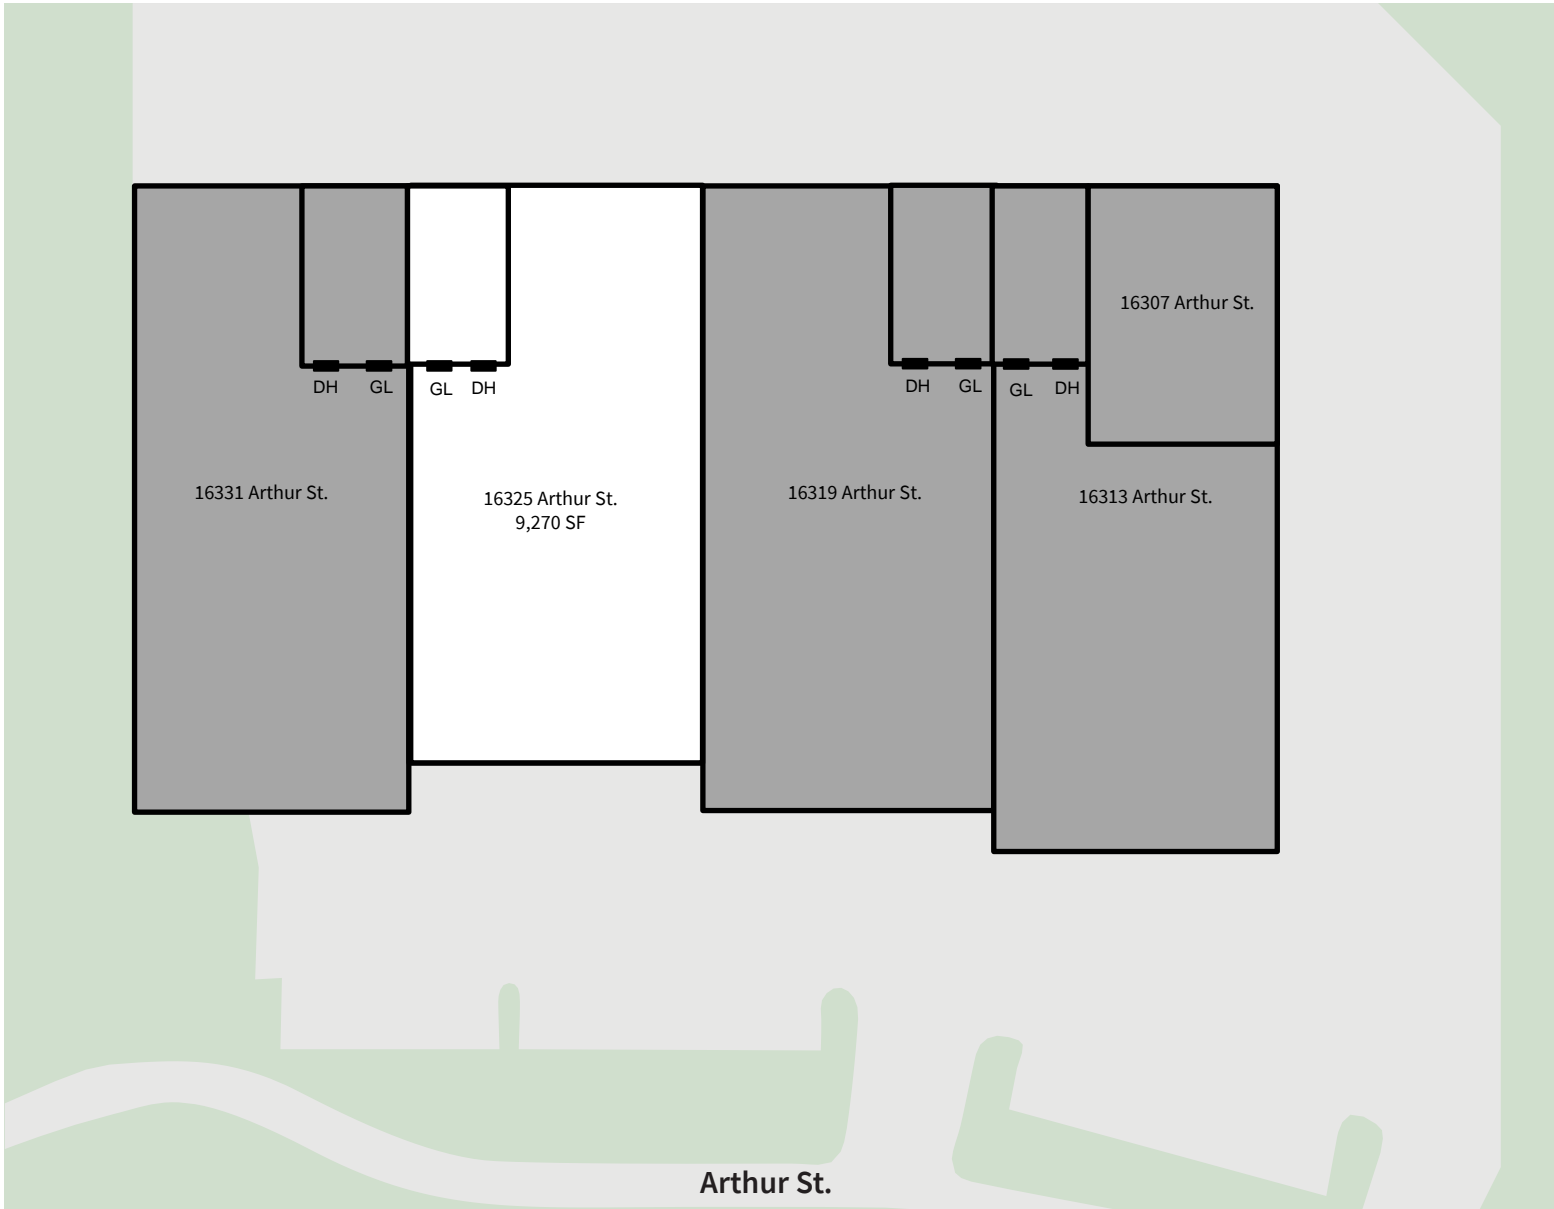 16307 Arthur St.
DH GL GL DH
DH GL GL DH
16331 Arthur St.
16325 Arthur St.
9,270 SF
16319 Arthur St.
16313 Arthur St.
Arthur St.